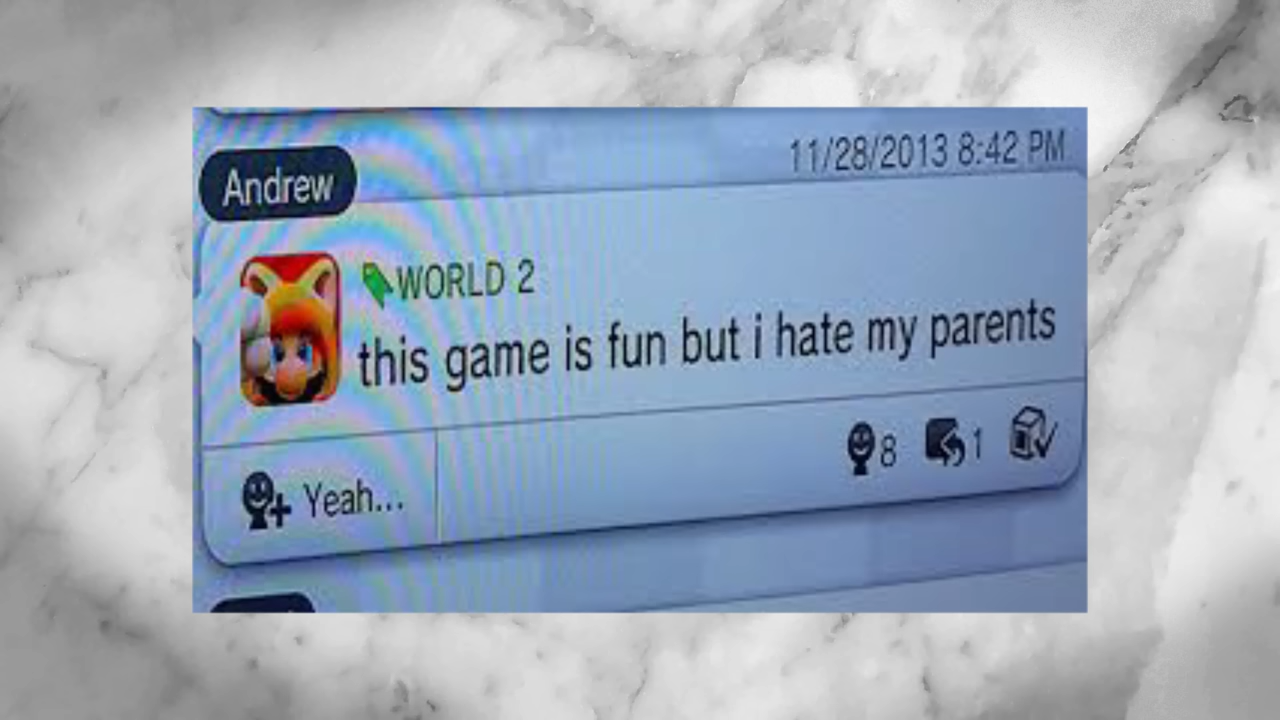 Andrew
11/28/2013 8:42 PM
WORLD 2
this game is fun but i hate my parents
Yeah...
8
1